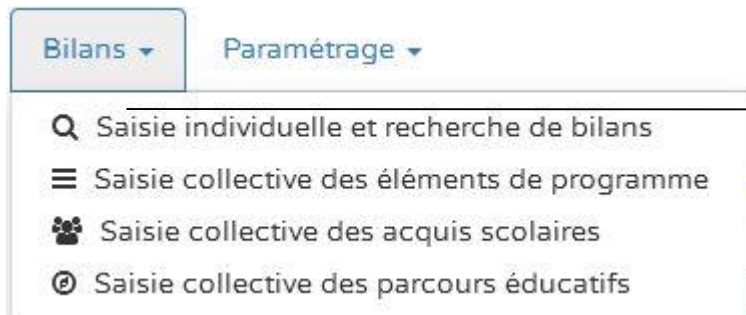 Bilans Paramétrage
Saisie individuelle et recherche de bilans
Saisie collective des éléments de programme
Saisie collective des acquis scolaires
Saisie collective des parcours éducatifs